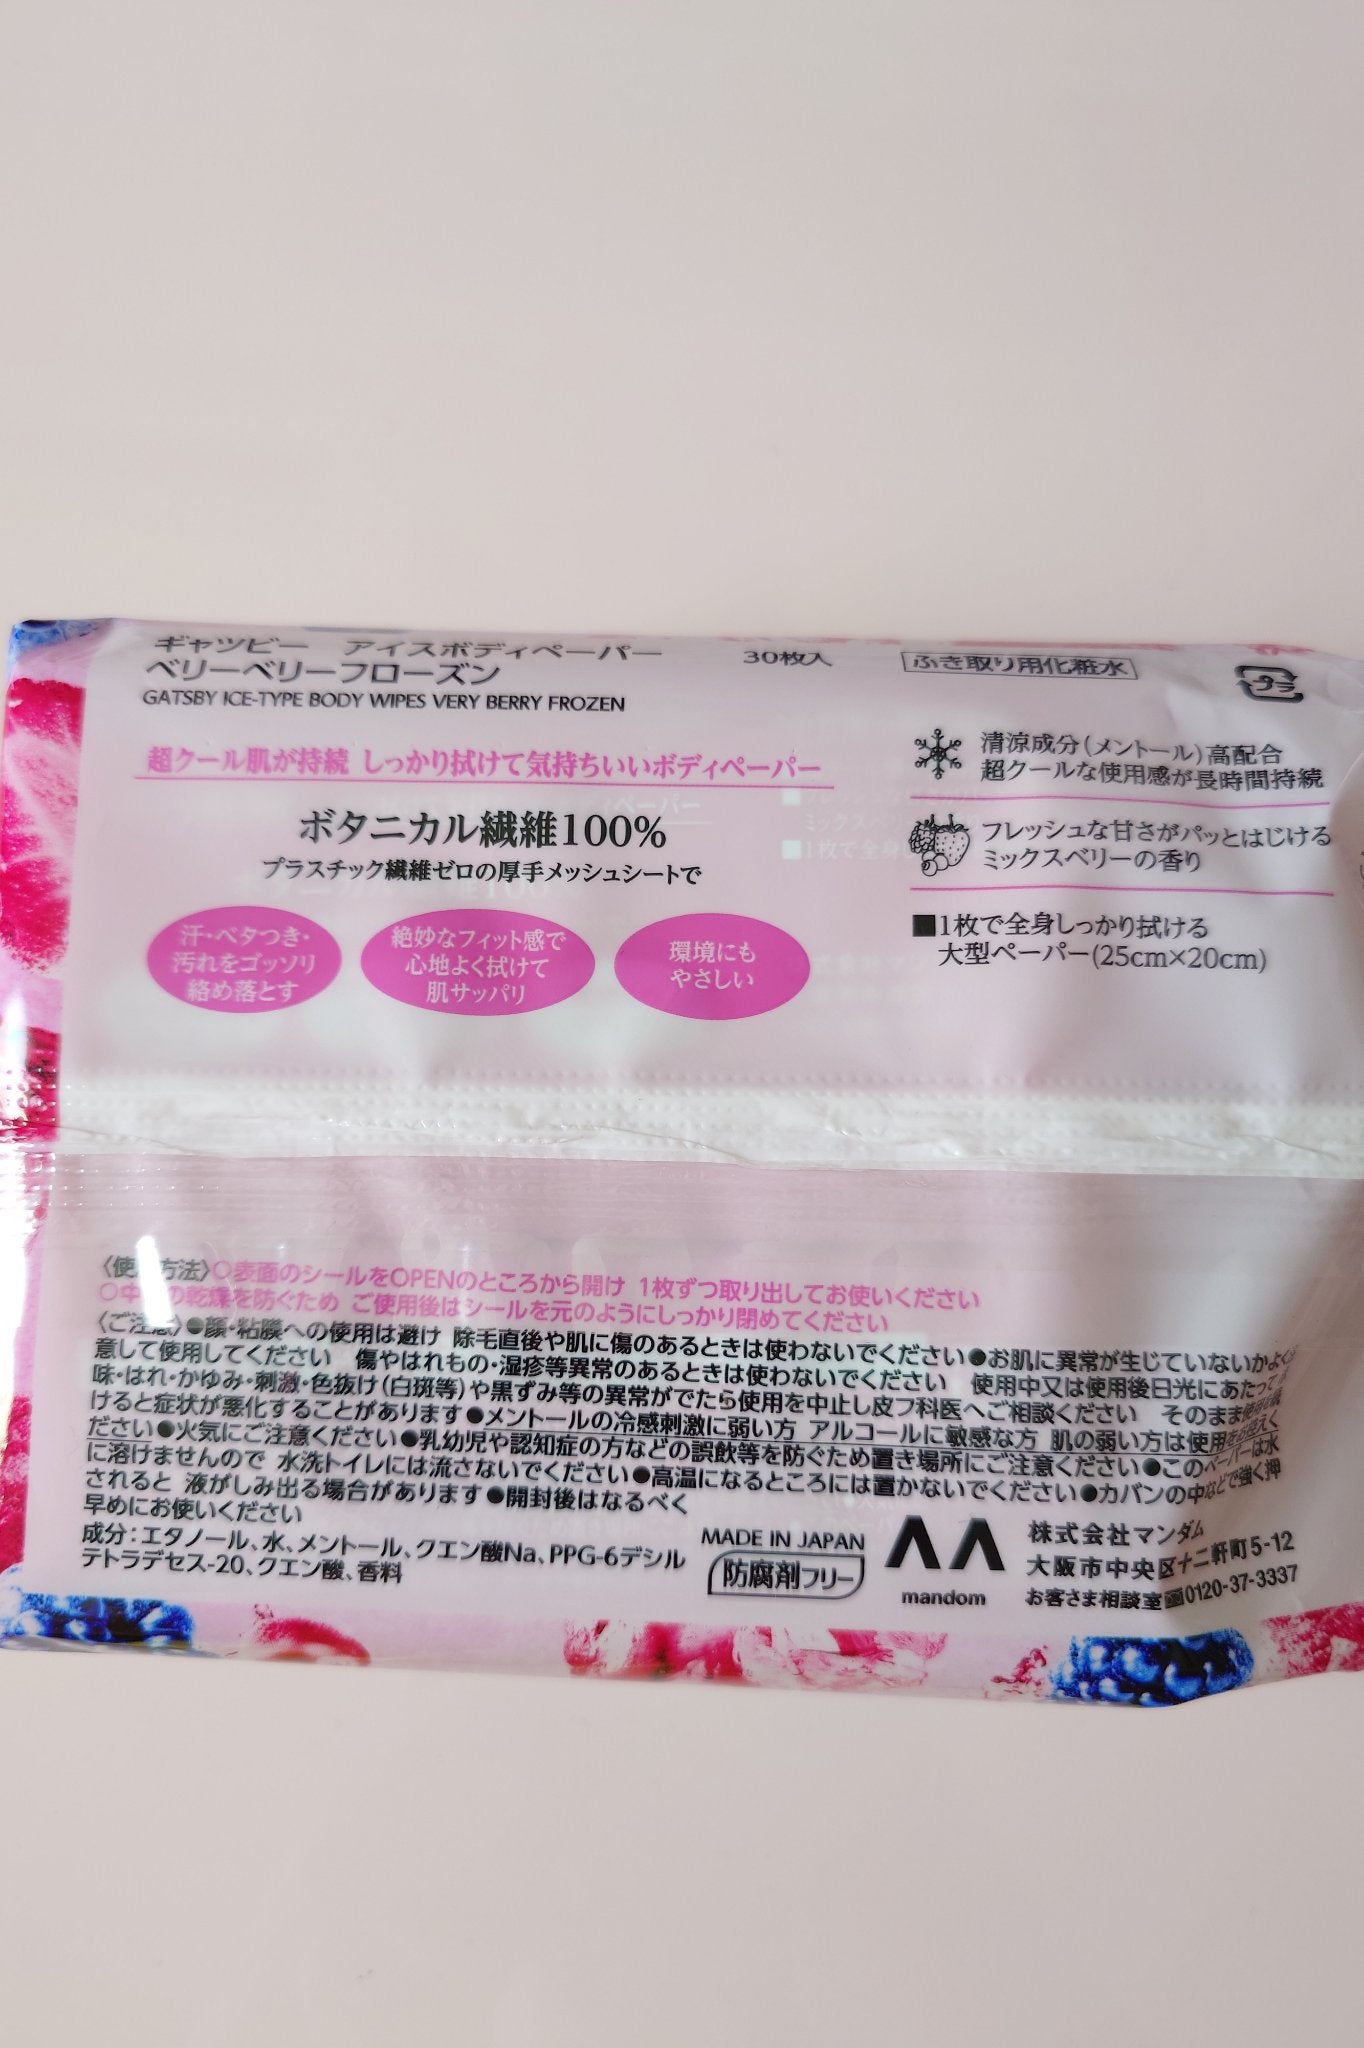 ギャツビー アイスボディペーパー 30枚入
ベリーベリーフローズン
GATSBY ICE-TYPE BODY WIPES VERY BERRY FROZEN
ふき取り用化粧水
プラ
超クール肌が持続 しっかり拭けて気持ちいいボディペーパー
ボタニカル繊維100%
プラスチック繊維ゼロの厚手メッシュシートで
汗・ベタつき・
汚れをゴッソリ
絡め落とす
絶妙なフィット感で
心地よく拭けて
肌サッパリ
環境にも
やさしい
清涼成分(メントール)高配合
超クールな使用感が長時間持続
フレッシュな甘さがパッとはじける
ミックスベリーの香り
■1枚で全身しっかり拭ける
大型ペーパー(25cm×20cm)
〈使 方法〉○表面のシールをOPENのところから開け 1枚ずつ取り出してお使いください
○中 の乾燥を防ぐため ご使用後はシールを元のようにしっかり閉めてください
〈ご注意〉●顔・粘膜への使用は避け 除毛直後や肌に傷のあるときは使わないでください●お肌に異常が生じていないかよく
意して使用してください 傷やはれもの・湿疹等異常のあるときは使わないでください 使用中又は使用後日光にあたって
味・はれ・かゆみ・刺激・色抜け(白斑等)や黒ずみ等の異常がでたら使用を中止し皮フ科医へご相談ください そのまま使用
けると症状が悪化することがあります●メントールの冷感刺激に弱い方 アルコールに敏感な方 肌の弱い方は使用をお控えく
ださい●火気にご注意ください●乳幼児や認知症の方などの誤飲等を防ぐため置き場所にご注意ください●このペーパーは水
に溶けませんので 水洗トイレには流さないでください●高温になるところには置かないでください●カバンの中などで強く押
されると 液がしみ出る場合があります●開封後はなるべく
早めにお使いください
成分：エタノール、水、メントール、クエン酸Na、PPG-6デシル
テトラデセス-20、クエン酸、香料
MADE IN JAPAN
防腐剤フリー
mandom
株式会社マンダム
大阪市中央区十二軒町5-12
お客さま相談室 0120-37-3337